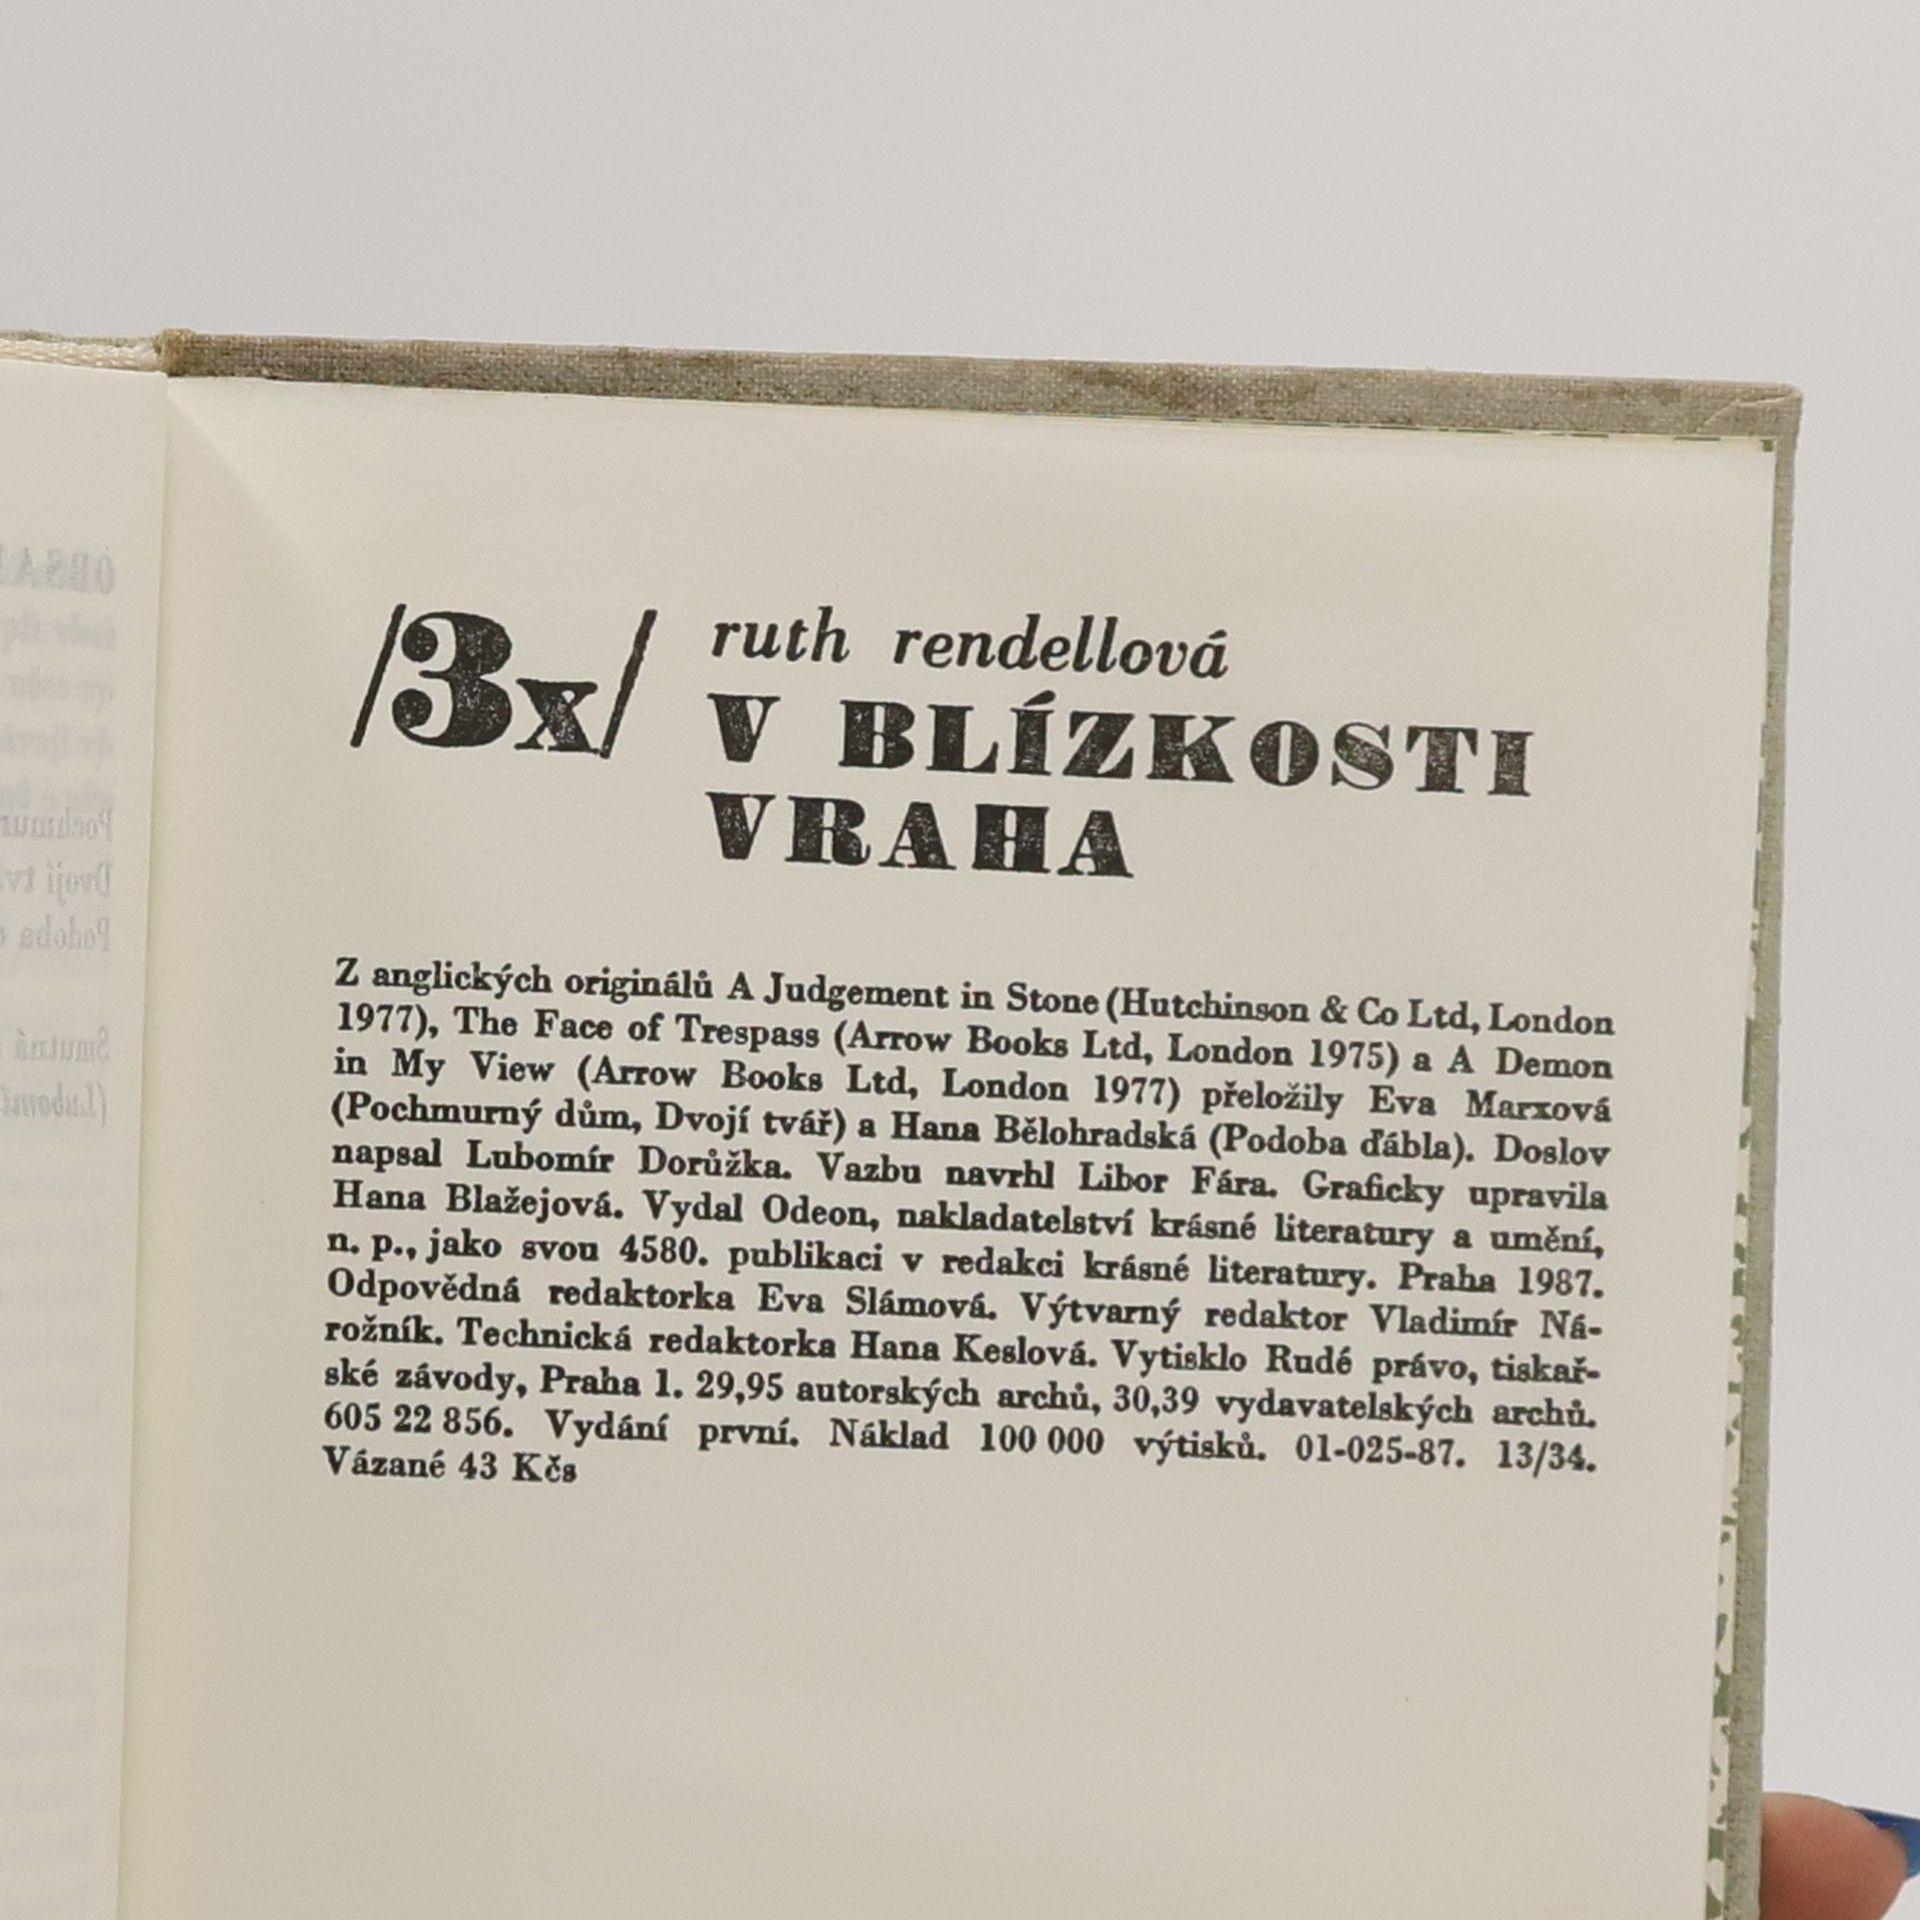 /3x/ ruth rendellová
V BLÍZKOSTI
VRAHA
Z anglických originálů A Judgement in Stone (Hutchinson & Co Ltd, London
1977), The Face of Trespass (Arrow Books Ltd, London 1975) a A Demon
in My View (Arrow Books Ltd, London 1977) přeložily Eva Marxová
(Pochmurný dům, Dvojí tvář) a Hana Bělohradská (Podoba ďábla). Doslov
napsal Lubomír Dorůžka. Vazbu navrhl Libor Fára. Graficky upravila
Hana Blažejová. Vydal Odeon, nakladatelství krásné literatury a umění,
n. p., jako svou 4580. publikaci v redakci krásné literatury. Praha 1987.
Odpovědná redaktorka Eva Slámová. Výtvarný redaktor Vladimír Ná-
rožník. Technická redaktorka Hana Keslová. Vytisklo Rudé právo, tiskař-
ské závody, Praha 1. 29,95 autorských archů, 30,39 vydavatelských archů.
605 22 856. Vydání první. Náklad 100 000 výtisků. 01-025-87. 13/34.
Vázané 43 Kčs